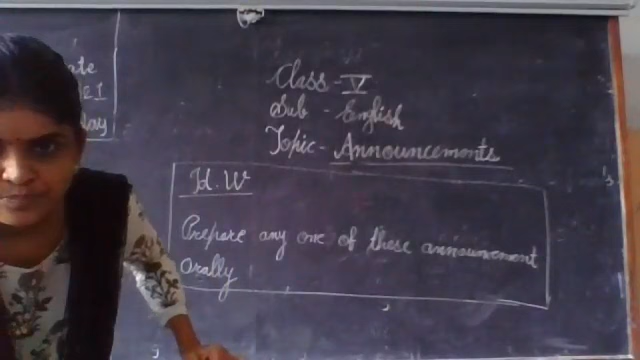 Class - V
Sub - English
Topic - Announcements
H.W
Prepare any one of these announcement
Orally